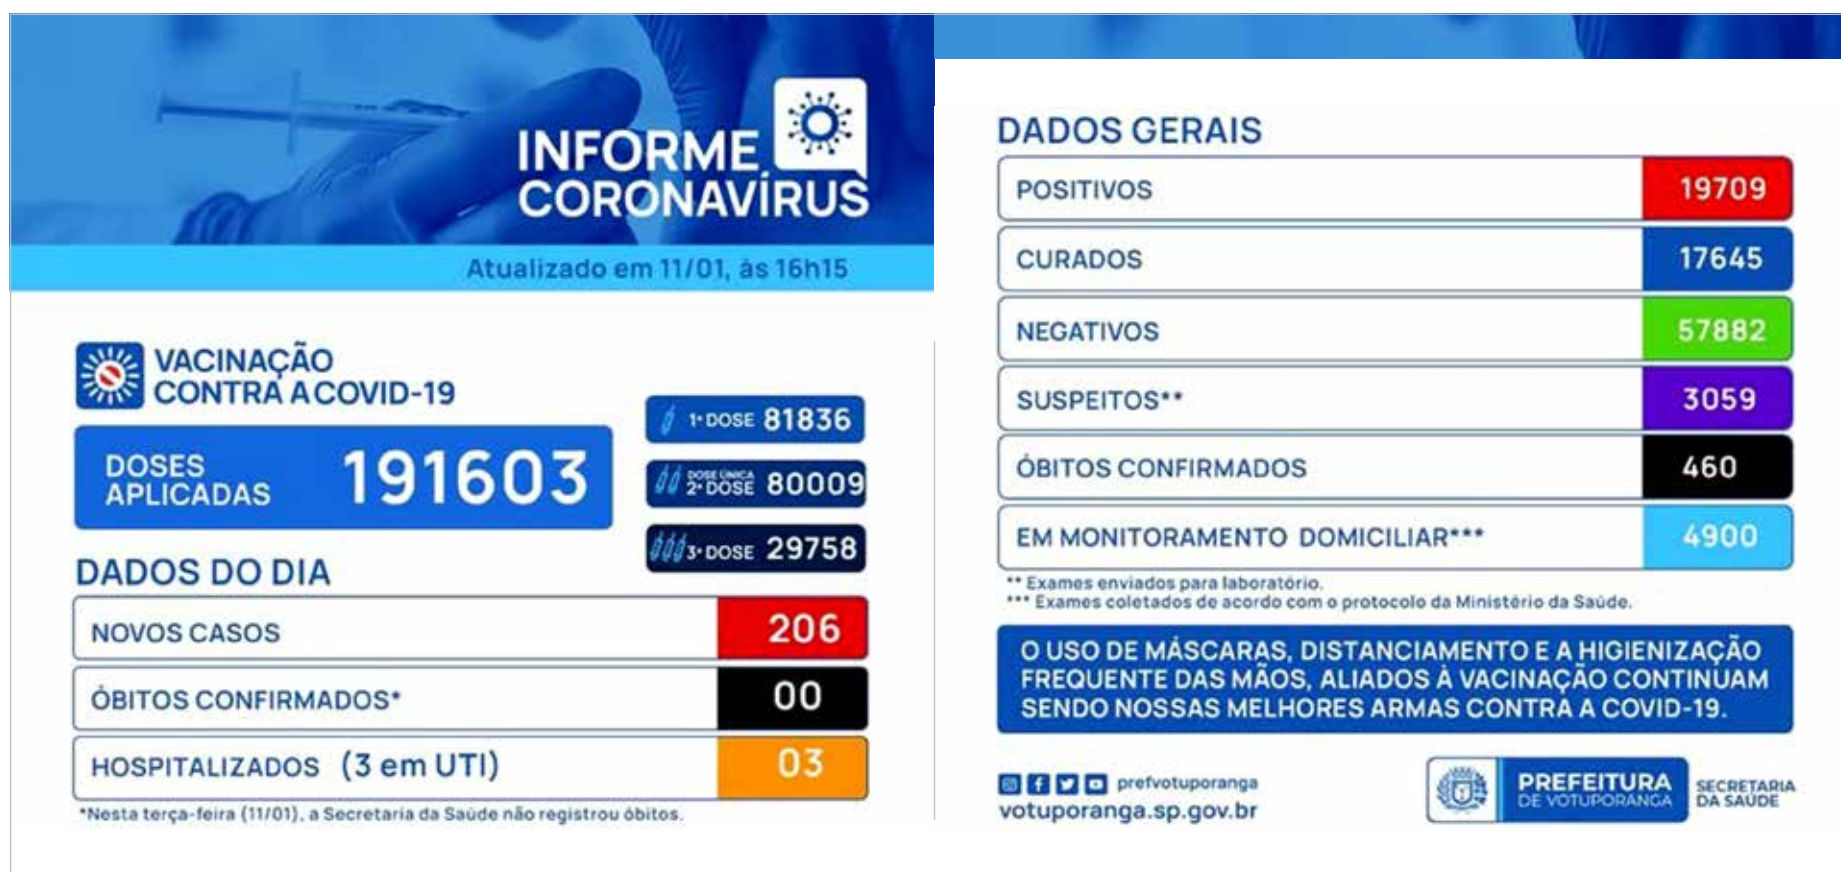 INFORME
CORONAVÍRUS
Atualizado em 11/01, às 16h15
VACINAÇÃO
CONTRA A COVID-19
DOSES
APLICADAS
191603
1ª DOSE 81836
DOSE ÚNICA
2ª DOSE 80009
3ª DOSE 29758
DADOS DO DIA
NOVOS CASOS 206
ÓBITOS CONFIRMADOS* 00
HOSPITALIZADOS (3 em UTI) 03
*Nesta terça-feira (11/01), a Secretaria da Saúde não registrou óbitos.
DADOS GERAIS
POSITIVOS 19709
CURADOS 17645
NEGATIVOS 57882
SUSPEITOS** 3059
ÓBITOS CONFIRMADOS 460
EM MONITORAMENTO DOMICILIAR*** 4900
** Exames enviados para laboratório.
*** Exames coletados de acordo com o protocolo da Ministério da Saúde.
O USO DE MÁSCARAS, DISTANCIAMENTO E A HIGIENIZAÇÃO
FREQUENTE DAS MÃOS, ALIADOS À VACINAÇÃO CONTINUAM
SENDO NOSSAS MELHORES ARMAS CONTRA A COVID-19.
prefvotuporanga
votuporanga.sp.gov.br
PREFEITURA
DE VOTUPORANGA
SECRETARIA
DA SAÚDE